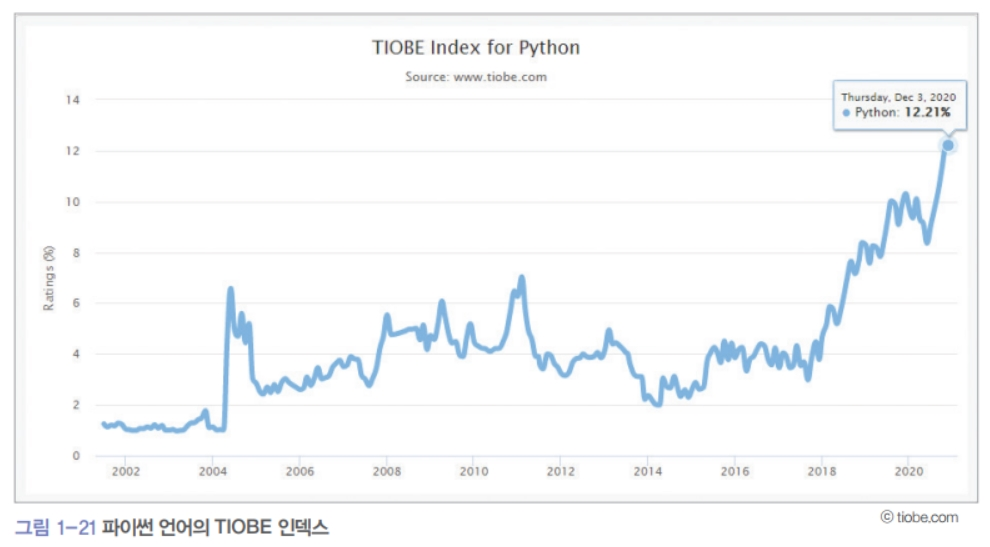 TIOBE Index for Python
Source: www.tiobe.com
Thursday, Dec 3, 2020
Python: 12.21%
Ratings (%)
14
12
10
8
6
4
2
0
2002 2004 2006 2008 2010 2012 2014 2016 2018 2020
그림 1-21 파이썬 언어의 TIOBE 인덱스
© tiobe.com